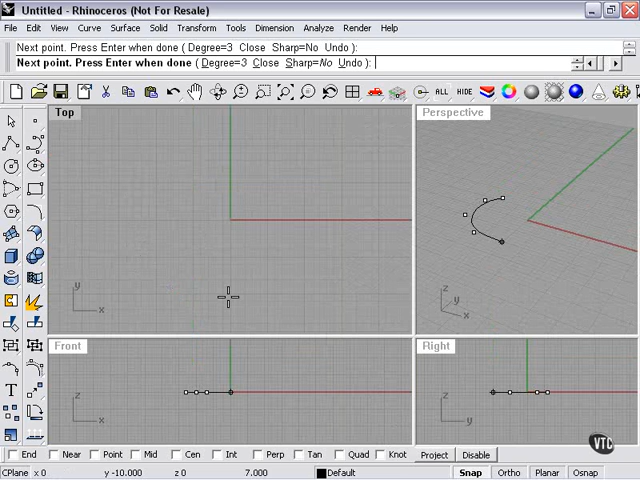 Untitled - Rhinoceros (Not For Resale)
File Edit View Curve Surface Solid Transform Tools Dimension Analyze Render Help
Next point. Press Enter when done ( Degree=3 Close Sharp=No Undo ):
Next point. Press Enter when done ( Degree=3 Close Sharp=No Undo ):
ALL HIDE
Top
Perspective
y
x
z
y
x
Front
Right
z
x
z
y
T
VTC
End Near Point Mid Cen Int Perp Tan Quad Knot Project Disable
CPlane x 0 y -10.000 z 0 7.000 Default Snap Ortho Planar Osnap